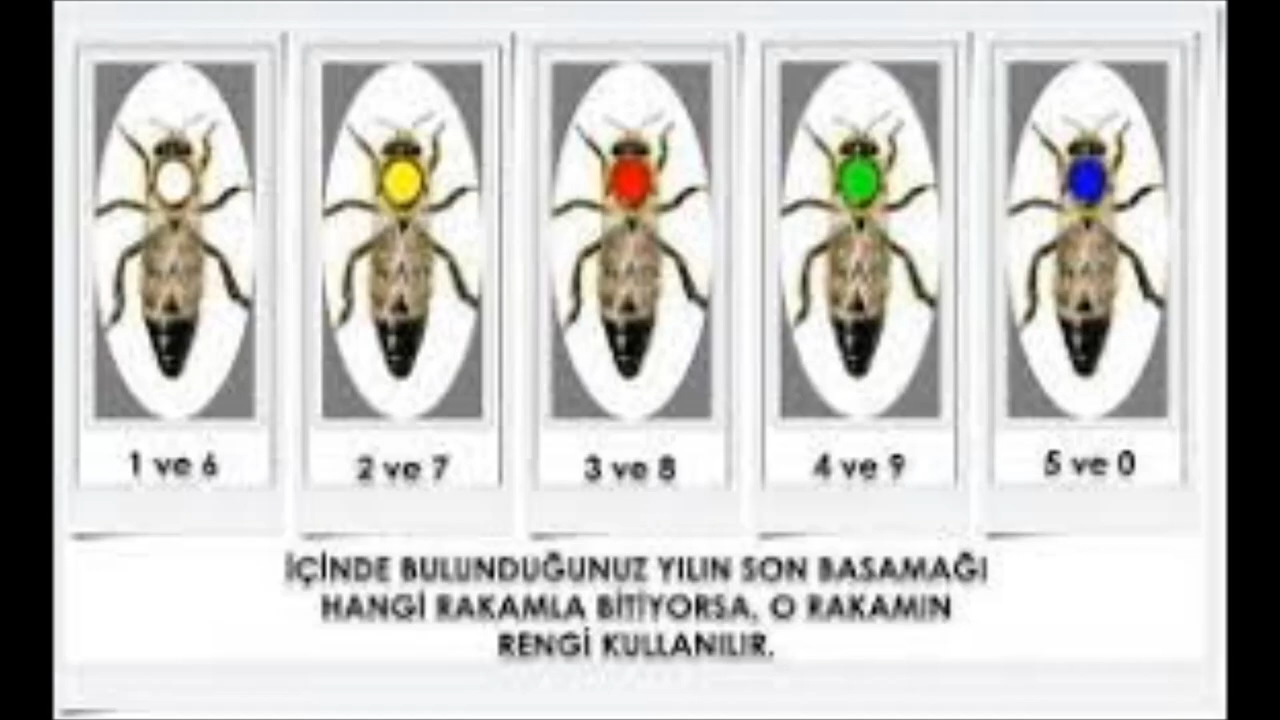 1 ve 6
2 ve 7
3 ve 8
4 ve 9
5 ve 0
İÇİNDE BULUNDUĞUNUZ YILIN SON BASAMAĞI
HANGİ RAKAMLA BİTİYORSA, O RAKAMIN
RENGİ KULLANILIR.